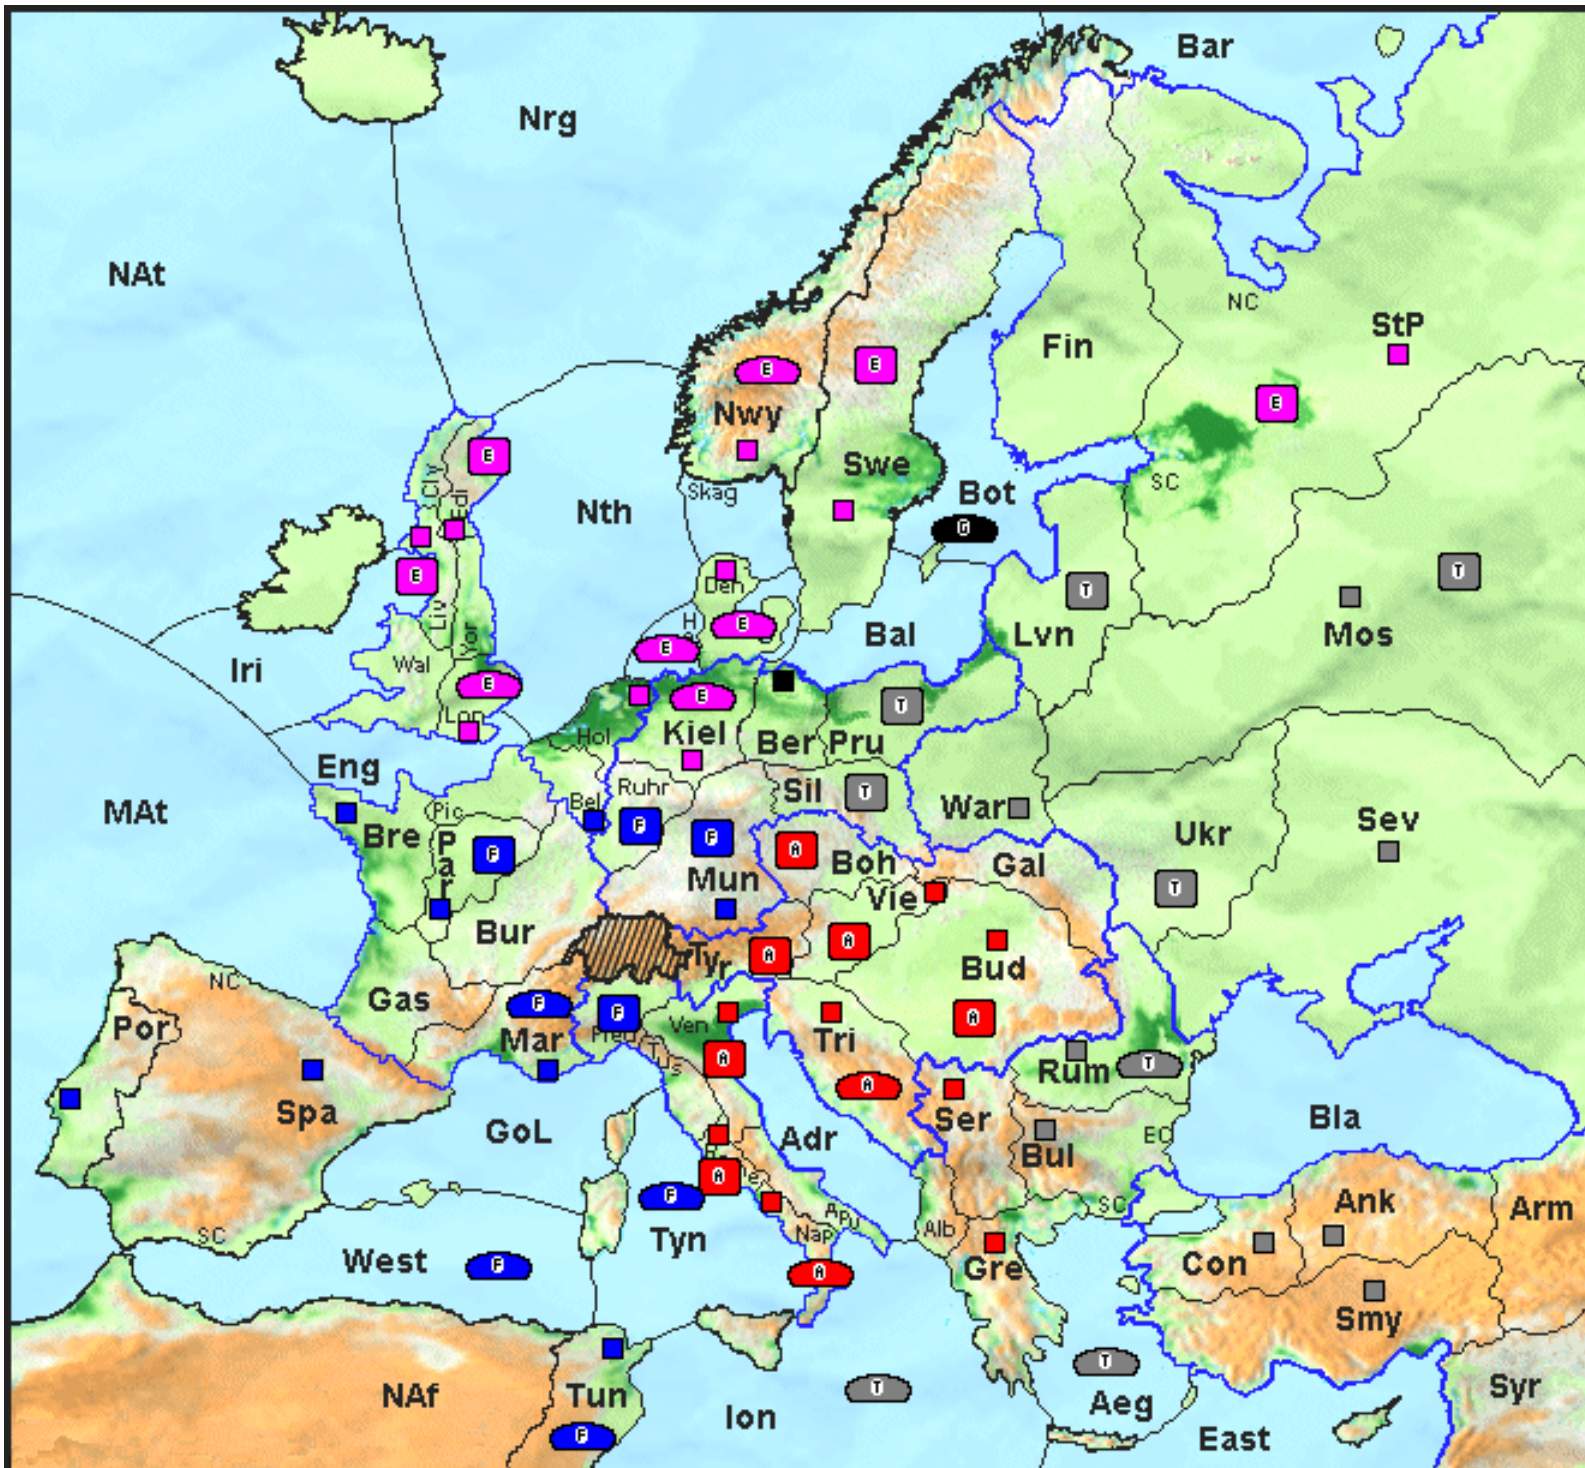 Bar
Nrg
NAt
NC
StP
Fin
E
E
E
Nwy
E
Swe
SC
Cly
Edi
Skag
Bot
Nth
G
T
T
E
Den
H
Liv
Yor
E
E
Bal
Lvn
Mos
Iri
Wal
E
E
T
Lon
Hol
Kiel
Ber
Pru
Eng
Ruhr
Sil
T
MAt
Pic
Bel
War
Sev
Bre
Par
F
F
F
A
Boh
Gal
Ukr
Mun
Vie
T
Bur
Tyr
A
A
Bud
NC
Gas
F
F
Ven
A
Por
Mar
Pied
Tus
Tri
A
Rum
T
A
Spa
Ser
GoL
Adr
Bul
EC
Bla
A
F
Tyn
Apu
SC
Ank
Arm
SC
Nap
Alb
West
F
A
Gre
Con
Smy
T
NAf
Tun
Ion
T
Aeg
Syr
F
East